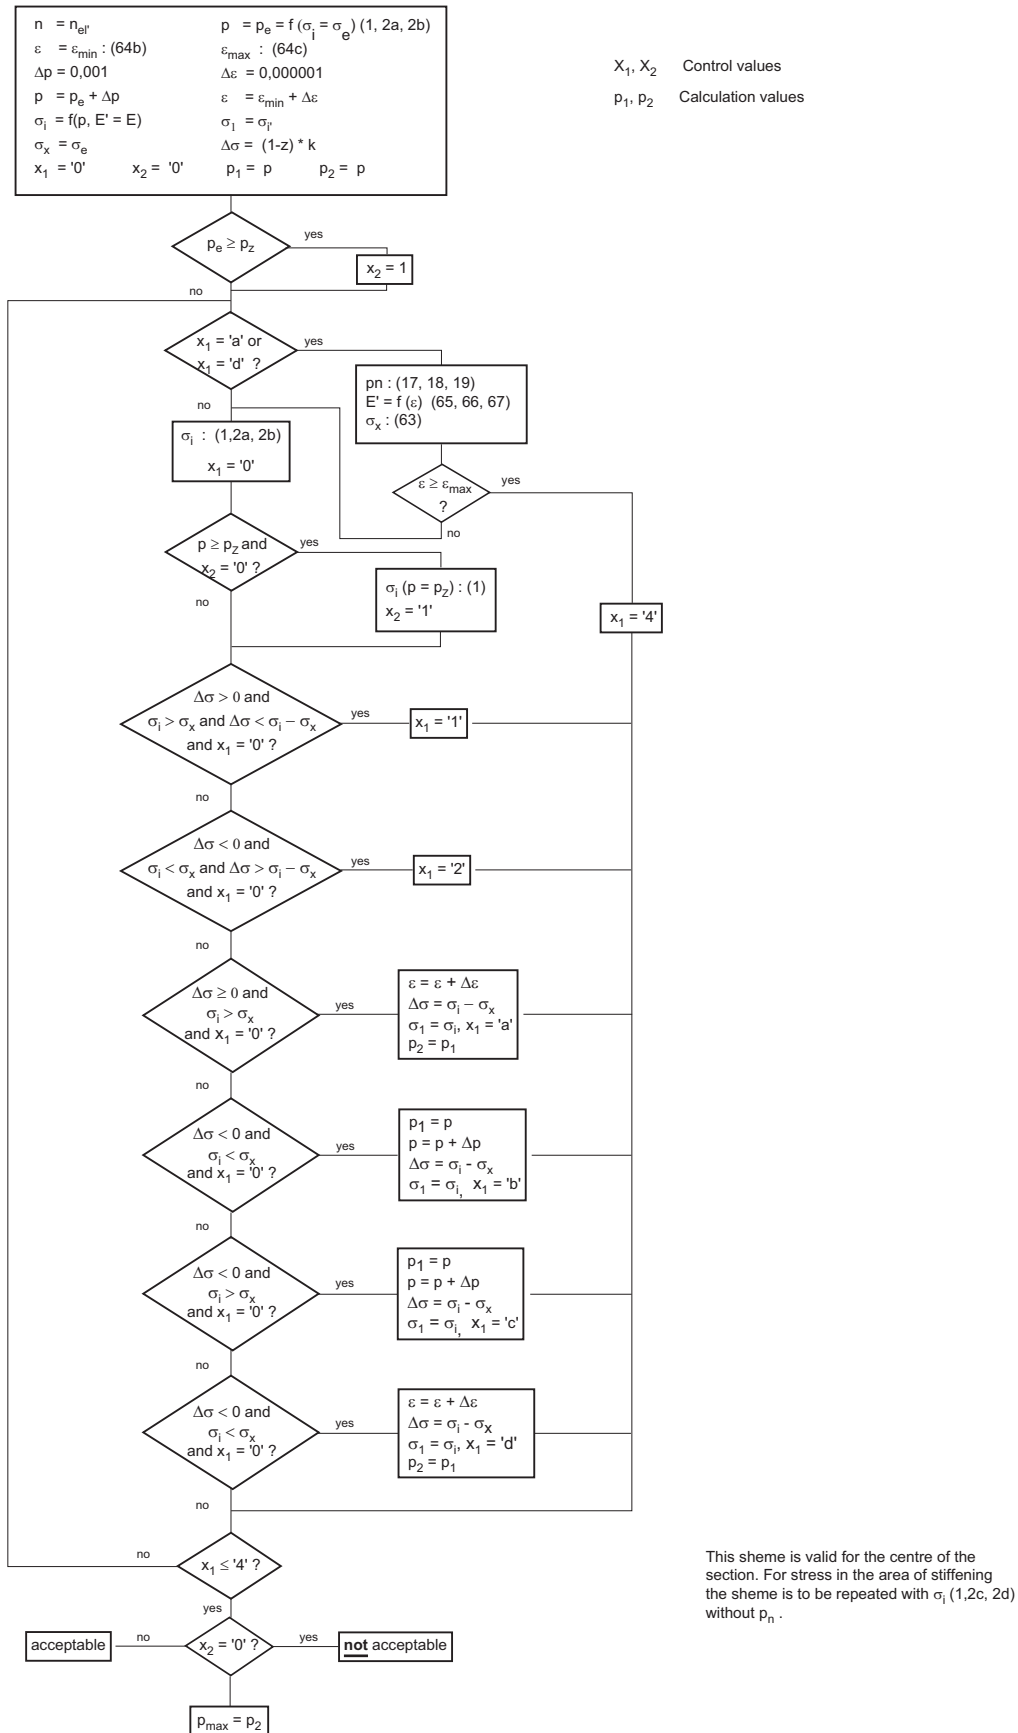 n = n_el'
p = p_e = f (σ_i = σ_e) (1, 2a, 2b)
ε = ε_min : (64b)
ε_max : (64c)
Δp = 0,001
Δε = 0,000001
p = p_e + Δp
ε = ε_min + Δε
σ_i = f(p, E' = E)
σ_1 = σ_i'
σ_x = σ_e
Δσ = (1-z) * k
x_1 = '0' x_2 = '0' p_1 = p p_2 = p
X_1, X_2 Control values
p_1, p_2 Calculation values
p_e ≥ p_z
yes
x_2 = 1
no
x_1 = 'a' or
x_1 = 'd' ?
yes
pn : (17, 18, 19)
E' = f (ε) (65, 66, 67)
σ_x : (63)
no
σ_i : (1,2a, 2b)
x_1 = '0'
ε ≥ ε_max
?
yes
no
p ≥ p_Z and
x_2 = '0' ?
yes
σ_i (p = p_Z) : (1)
x_2 = '1'
no
x_1 = '4'
Δσ > 0 and
σ_i > σ_x and Δσ < σ_i – σ_x
and x_1 = '0' ?
yes
x_1 = '1'
no
Δσ < 0 and
σ_i < σ_x and Δσ > σ_i – σ_x
and x_1 = '0' ?
yes
x_1 = '2'
no
Δσ ≥ 0 and
σ_i > σ_x
and x_1 = '0' ?
yes
ε = ε + Δε
Δσ = σ_i – σ_x
σ_1 = σ_i, x_1 = 'a'
p_2 = p_1
no
Δσ < 0 and
σ_i < σ_x
and x_1 = '0' ?
yes
p_1 = p
p = p + Δp
Δσ = σ_i - σ_x
σ_1 = σ_i, x_1 = 'b'
no
Δσ < 0 and
σ_i > σ_x
and x_1 = '0' ?
yes
p_1 = p
p = p + Δp
Δσ = σ_i - σ_x
σ_1 = σ_i, x_1 = 'c'
no
Δσ < 0 and
σ_i < σ_x
and x_1 = '0' ?
yes
ε = ε + Δε
Δσ = σ_i - σ_x
σ_1 = σ_i, x_1 = 'd'
p_2 = p_1
no
x_1 ≤ '4' ?
no
yes
x_2 = '0' ?
no
acceptable
yes
not acceptable
p_max = p_2
This sheme is valid for the centre of the
section. For stress in the area of stiffening
the sheme is to be repeated with σ_i (1,2c, 2d)
without p_n .